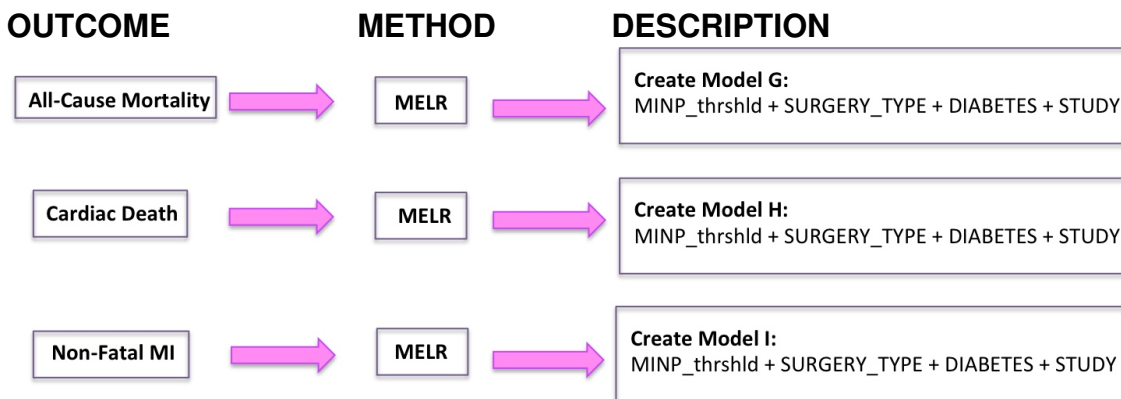 OUTCOME METHOD DESCRIPTION
All-Cause Mortality MELR Create Model G:
MINP_thrshld + SURGERY_TYPE + DIABETES + STUDY
Cardiac Death MELR Create Model H:
MINP_thrshld + SURGERY_TYPE + DIABETES + STUDY
Non-Fatal MI MELR Create Model I:
MINP_thrshld + SURGERY_TYPE + DIABETES + STUDY